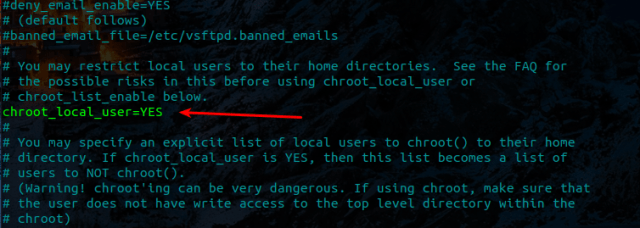 #deny_email_enable=YES
# (default follows)
#banned_email_file=/etc/vsftpd.banned_emails
#
# You may restrict local users to their home directories.  See the FAQ for
# the possible risks in this before using chroot_local_user or
# chroot_list_enable below.
chroot_local_user=YES
#
# You may specify an explicit list of local users to chroot() to their home
# directory. If chroot_local_user is YES, then this list becomes a list of
# users to NOT chroot().
# (Warning! chroot'ing can be very dangerous. If using chroot, make sure that
# the user does not have write access to the top level directory within the
# chroot)